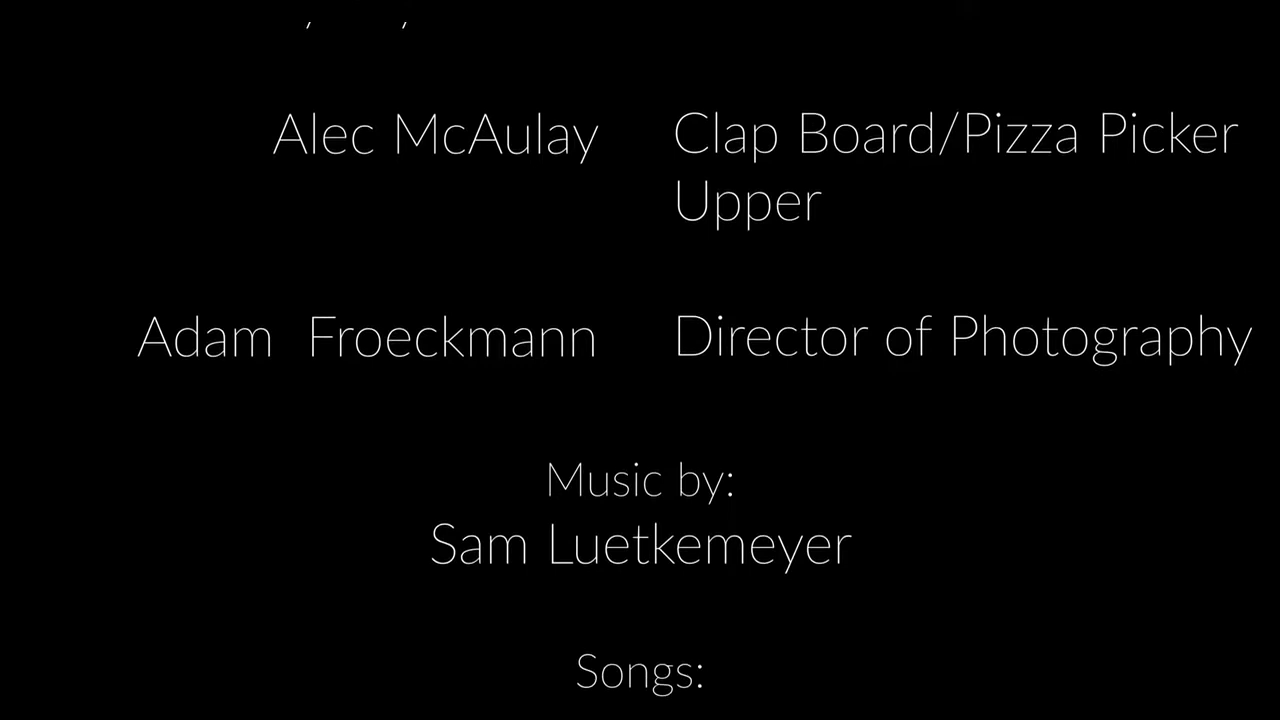 Alec McAulay Clap Board/Pizza Picker
Upper
Adam Froeckmann Director of Photography
Music by:
Sam Luetkemeyer
Songs: